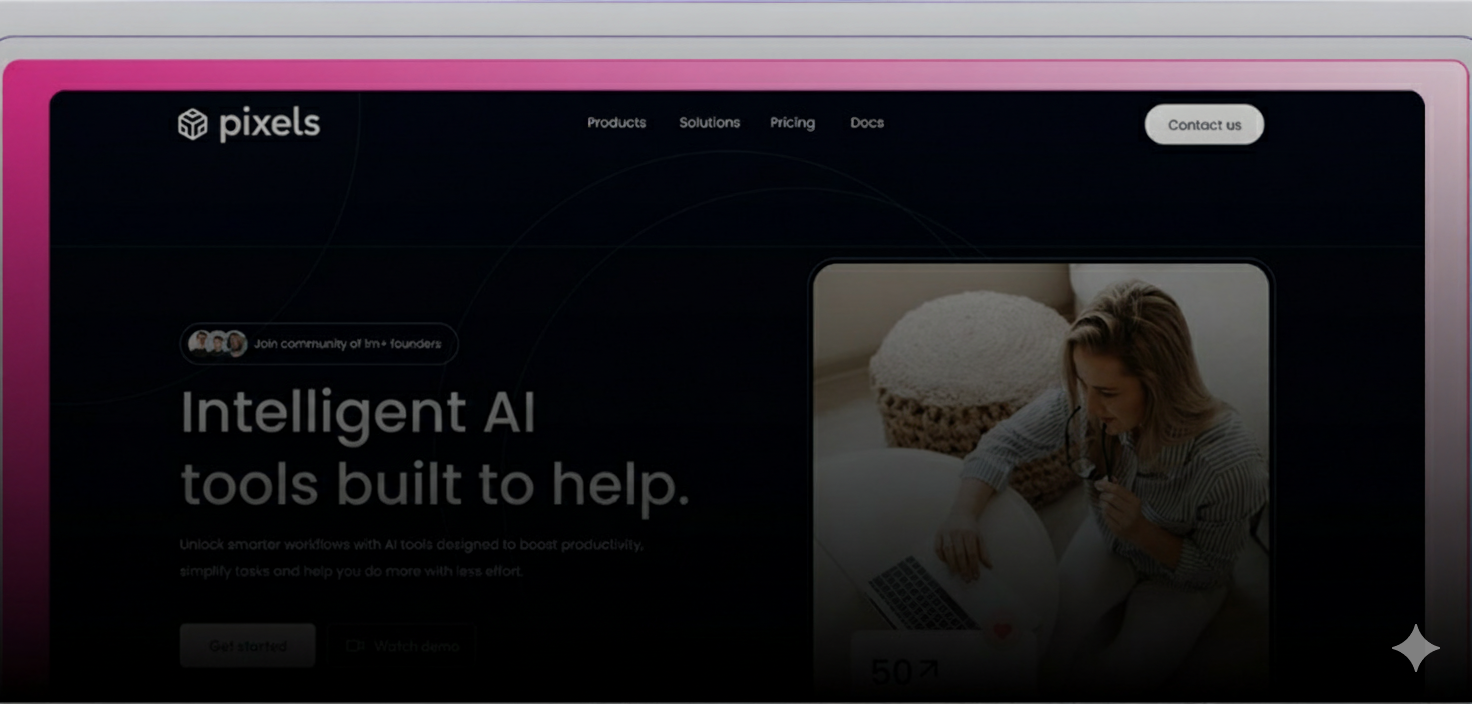 pixels
Products Solutions Pricing Docs
Contact us
Join community of 1m+ founders
Intelligent AI
tools built to help.
Unlock smarter workflows with AI tools designed to boost productivity,
simplify tasks and help you do more with less effort.
Get started
Watch demo
50